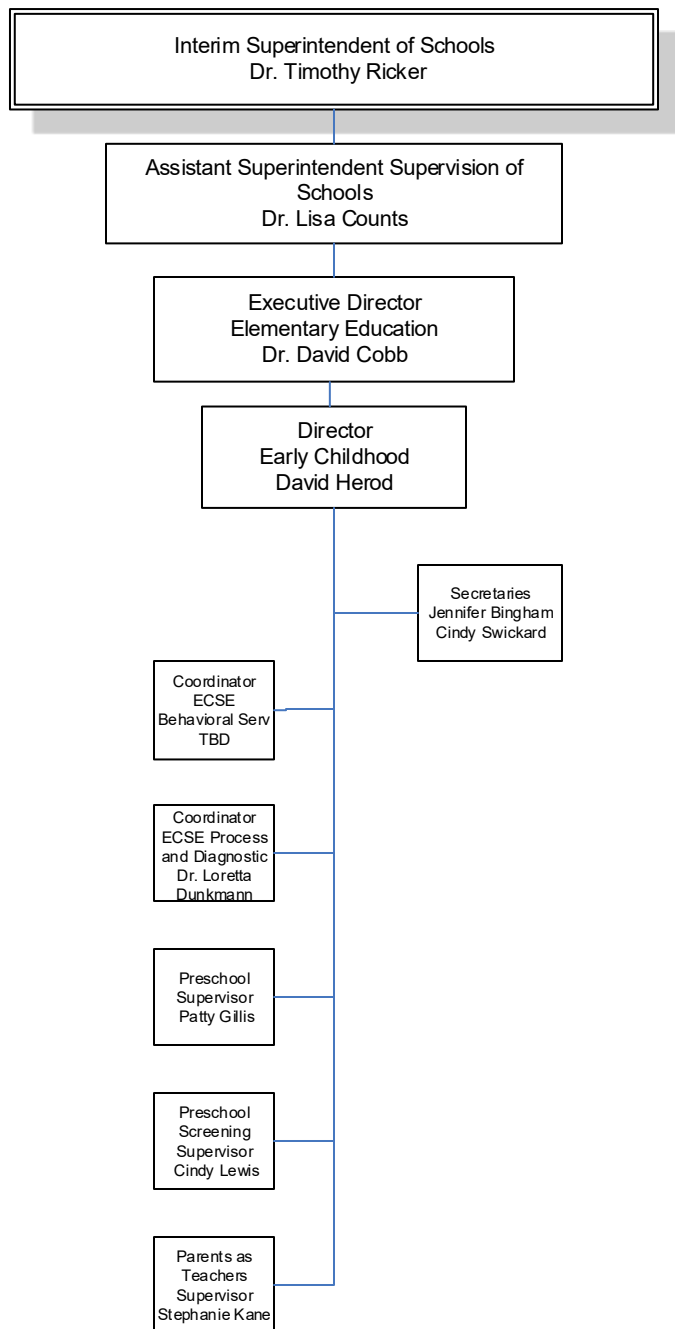 Interim Superintendent of Schools
Dr. Timothy Ricker
Assistant Superintendent Supervision of
Schools
Dr. Lisa Counts
Executive Director
Elementary Education
Dr. David Cobb
Director
Early Childhood
David Herod
Secretaries
Jennifer Bingham
Cindy Swickard
Coordinator
ECSE
Behavioral Serv
TBD
Coordinator
ECSE Process
and Diagnostic
Dr. Loretta
Dunkmann
Preschool
Supervisor
Patty Gillis
Preschool
Screening
Supervisor
Cindy Lewis
Parents as
Teachers
Supervisor
Stephanie Kane